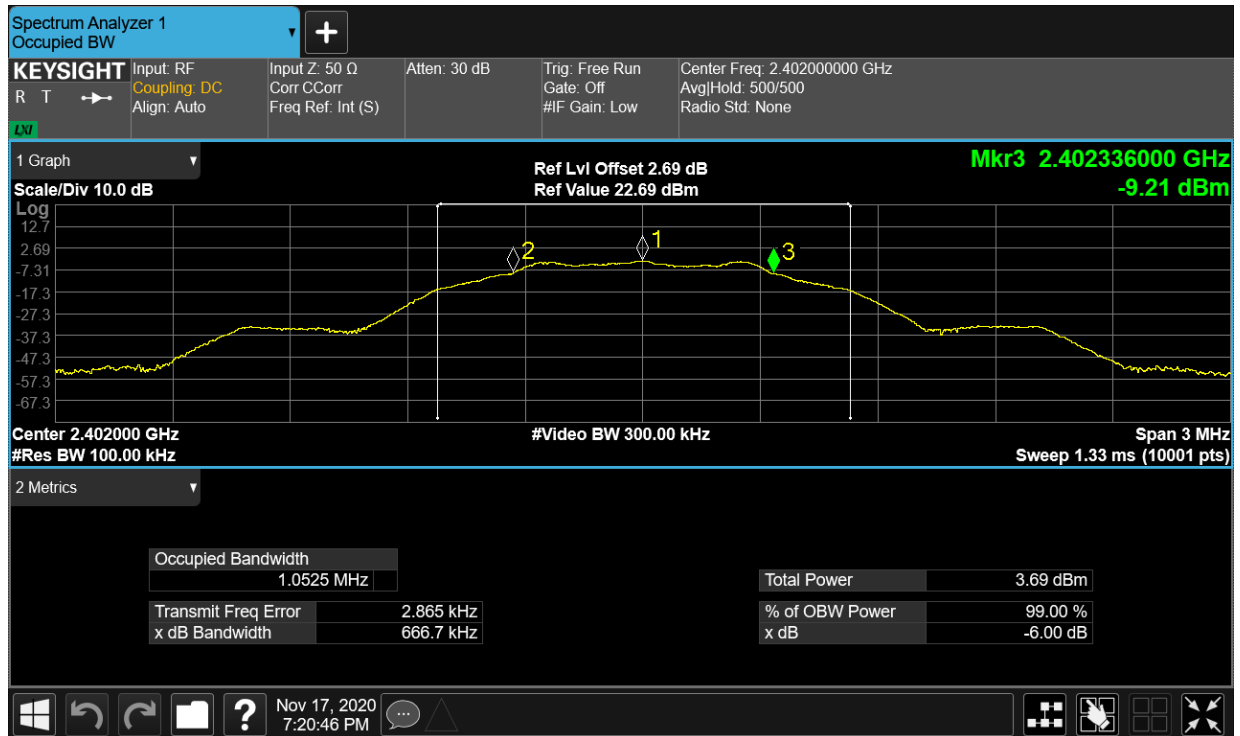 Spectrum Analyzer 1
Occupied BW
KEYSIGHT
R T
LXI
Input: RF
Coupling: DC
Align: Auto
Input Z: 50 Ω
Corr CCorr
Freq Ref: Int (S)
Atten: 30 dB
Trig: Free Run
Gate: Off
#IF Gain: Low
Center Freq: 2.402000000 GHz
Avg|Hold: 500/500
Radio Std: None
1 Graph
Scale/Div 10.0 dB
Ref Lvl Offset 2.69 dB
Ref Value 22.69 dBm
Mkr3 2.402336000 GHz
-9.21 dBm
Log
12.7
2.69
-7.31
-17.3
-27.3
-37.3
-47.3
-57.3
-67.3
2
1
3
Center 2.402000 GHz
#Video BW 300.00 kHz
Span 3 MHz
#Res BW 100.00 kHz
Sweep 1.33 ms (10001 pts)
2 Metrics
Occupied Bandwidth
1.0525 MHz
Transmit Freq Error 2.865 kHz
x dB Bandwidth 666.7 kHz
Total Power 3.69 dBm
% of OBW Power 99.00 %
x dB -6.00 dB
?
Nov 17, 2020
7:20:46 PM